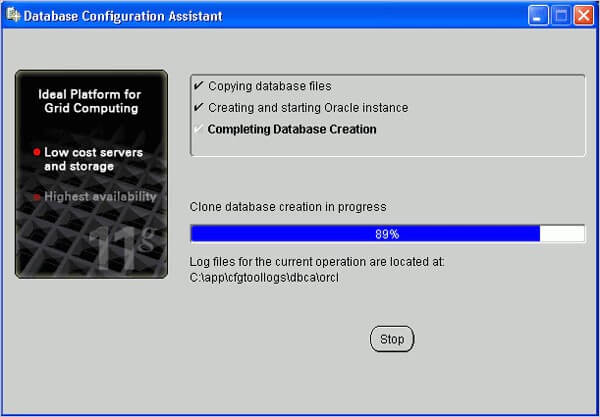 Database Configuration Assistant
Ideal Platform for
Grid Computing
Low cost servers
and storage
Highest availability
11g
Copying database files
Creating and starting Oracle instance
Completing Database Creation
Clone database creation in progress
89%
Log files for the current operation are located at:
C:\app\cfgtoollogs\dbca\orcl
Stop